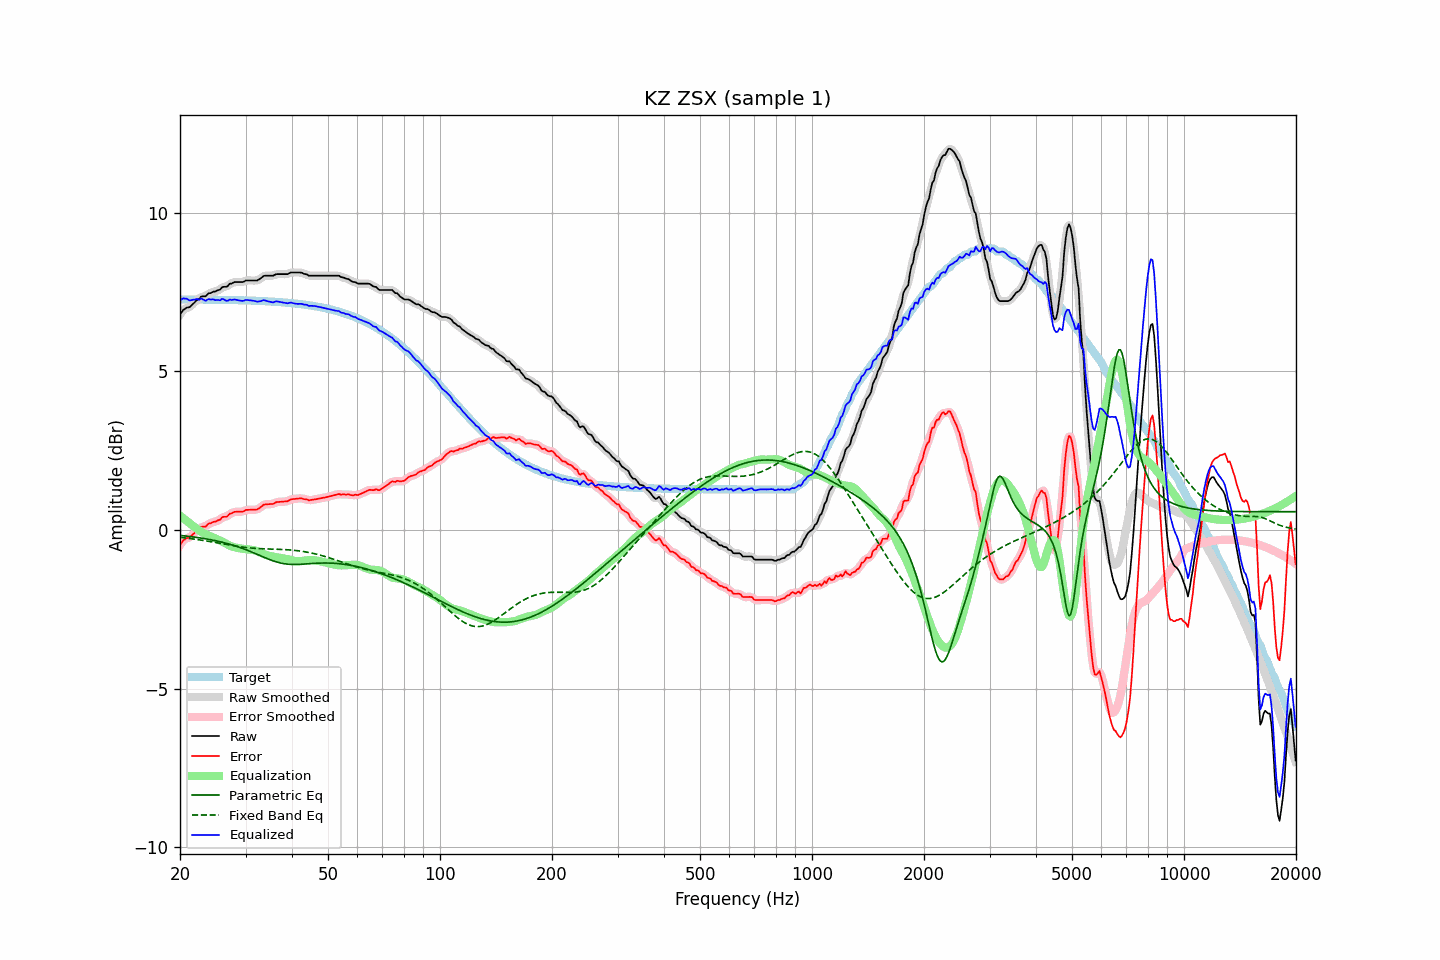 KZ ZSX (sample 1)
Amplitude (dBr)
10
5
0
−5
−10
Target
Raw Smoothed
Error Smoothed
Raw
Error
Equalization
Parametric Eq
Fixed Band Eq
Equalized
20 50 100 200 500 1000 2000 5000 10000 20000
Frequency (Hz)